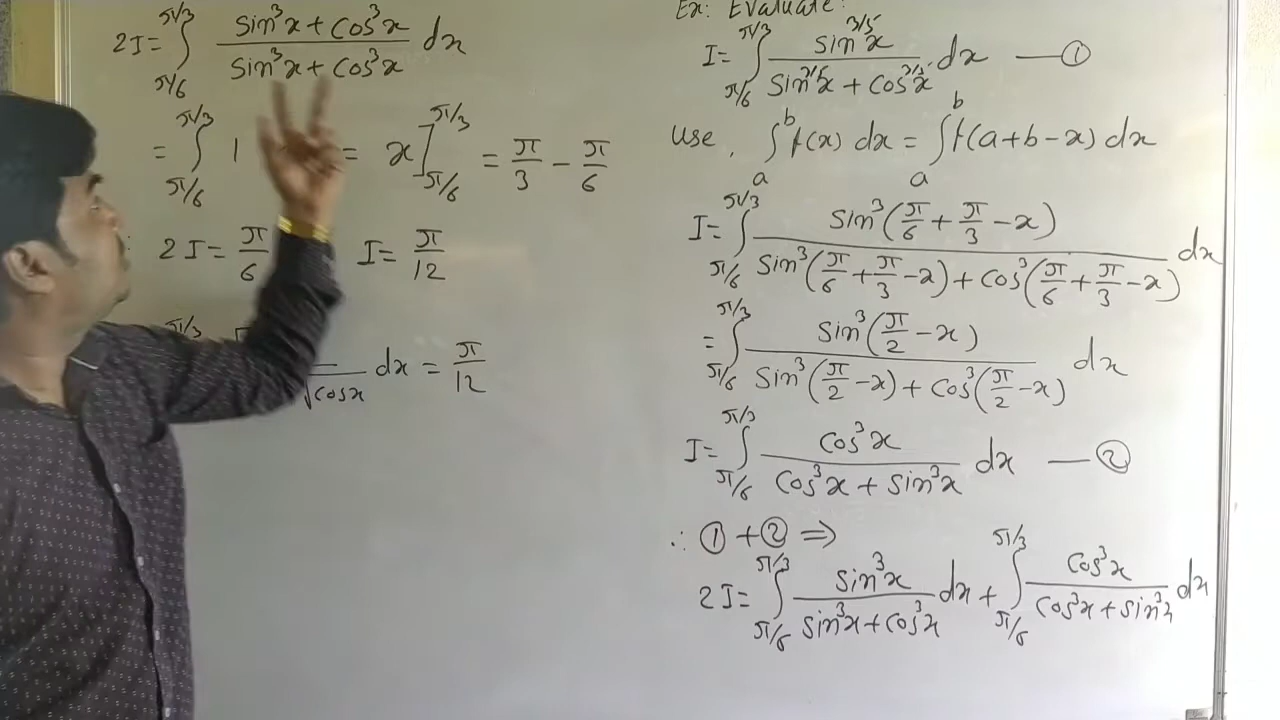 2I = ∫_{π/6}^{π/3} (sin³x + cos³x)/(sin³x + cos³x) dx
= ∫_{π/6}^{π/3} 1 = x]_{π/6}^{π/3} = π/3 − π/6
2I = π/6 I = π/12
π/3 √cosx dx = π/12
Ex: Evaluate:
I = ∫_{π/6}^{π/3} sin^{3/5}x/(sin^{3/5}x + cos^{3/5}x) dx — ①
Use, ∫_a^b f(x) dx = ∫_a^b f(a+b−x) dx
I = ∫_{π/6}^{π/3} sin³(π/6 + π/3 − x)/(sin³(π/6 + π/3 − x) + cos³(π/6 + π/3 − x)) dx
= ∫_{π/6}^{π/3} sin³(π/2 − x)/(sin³(π/2 − x) + cos³(π/2 − x)) dx
I = ∫_{π/6}^{π/3} cos³x/(cos³x + sin³x) dx — ②
∴ ① + ② ⇒
2I = ∫_{π/6}^{π/3} sin³x/(sin³x + cos³x) dx + ∫_{π/6}^{π/3} cos³x/(cos³x + sin³x) dx